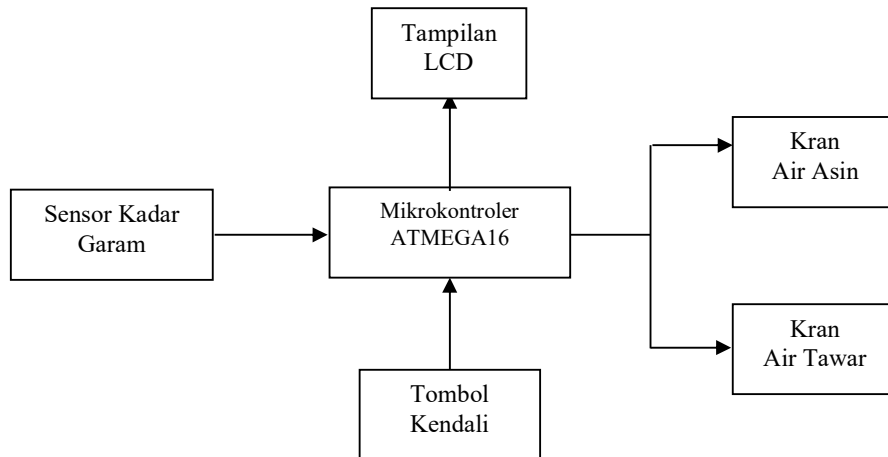 Tampilan
LCD
Kran
Air Asin
Sensor Kadar
Garam
Mikrokontroler
ATMEGA16
Kran
Air Tawar
Tombol
Kendali